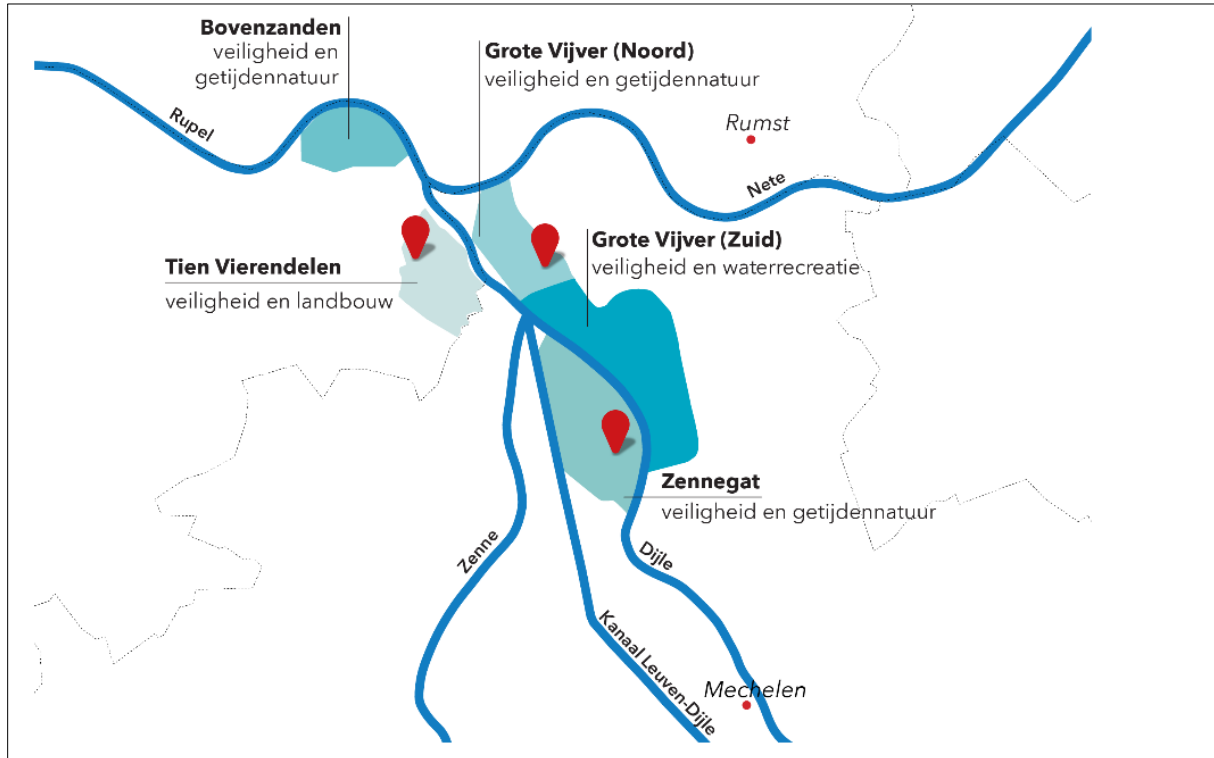 Bovenzanden
veiligheid en
getijdennatuur
Grote Vijver (Noord)
veiligheid en getijdennatuur
Rupel
Rumst
Nete
Grote Vijver (Zuid)
veiligheid en waterrecreatie
Tien Vierendelen
veiligheid en landbouw
Zennegat
veiligheid en getijdennatuur
Zenne
Dijle
Kanaal Leuven-Dijle
Mechelen